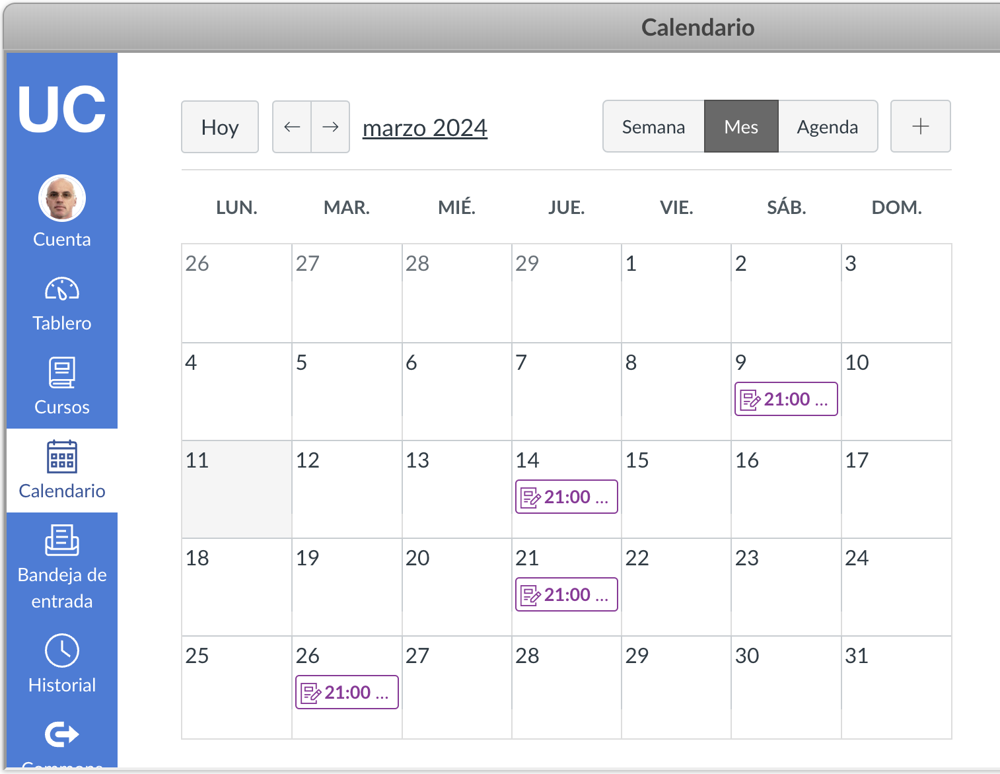 Calendario
UC
Cuenta
Tablero
Cursos
Calendario
Bandeja de
entrada
Historial
Commons
Hoy
← →
marzo 2024
Semana Mes Agenda +
LUN. MAR. MIÉ. JUE. VIE. SÁB. DOM.
26 27 28 29 1 2 3
4 5 6 7 8 9 10
21:00 ...
11 12 13 14 15 16 17
21:00 ...
18 19 20 21 22 23 24
21:00 ...
25 26 27 28 29 30 31
21:00 ...